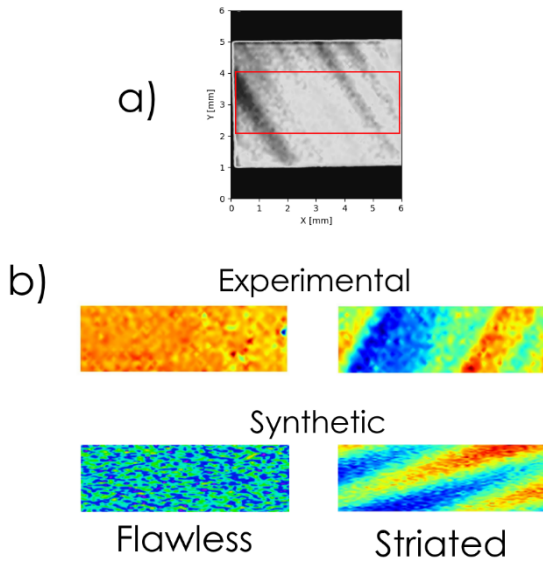 a)
6
5
4
3
2
1
0
Y [mm]
0 1 2 3 4 5 6
X [mm]
b)
Experimental
Synthetic
Flawless Striated